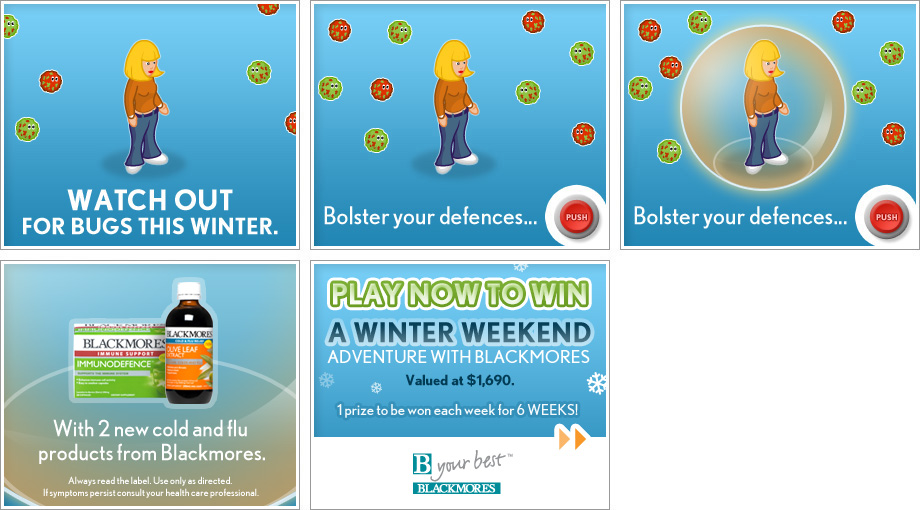 WATCH OUT
FOR BUGS THIS WINTER.
Bolster your defences...
PUSH
Bolster your defences...
PUSH
BLACKMORES
IMMUNE SUPPORT
IMMUNODEFENCE
BLACKMORES
OLIVE LEAF
EXTRACT
With 2 new cold and flu
products from Blackmores.
Always read the label. Use only as directed.
If symptoms persist consult your health care professional.
PLAY NOW TO WIN
A WINTER WEEKEND
ADVENTURE WITH BLACKMORES
Valued at $1,690.
1 prize to be won each week for 6 WEEKS!
B your best™
BLACKMORES